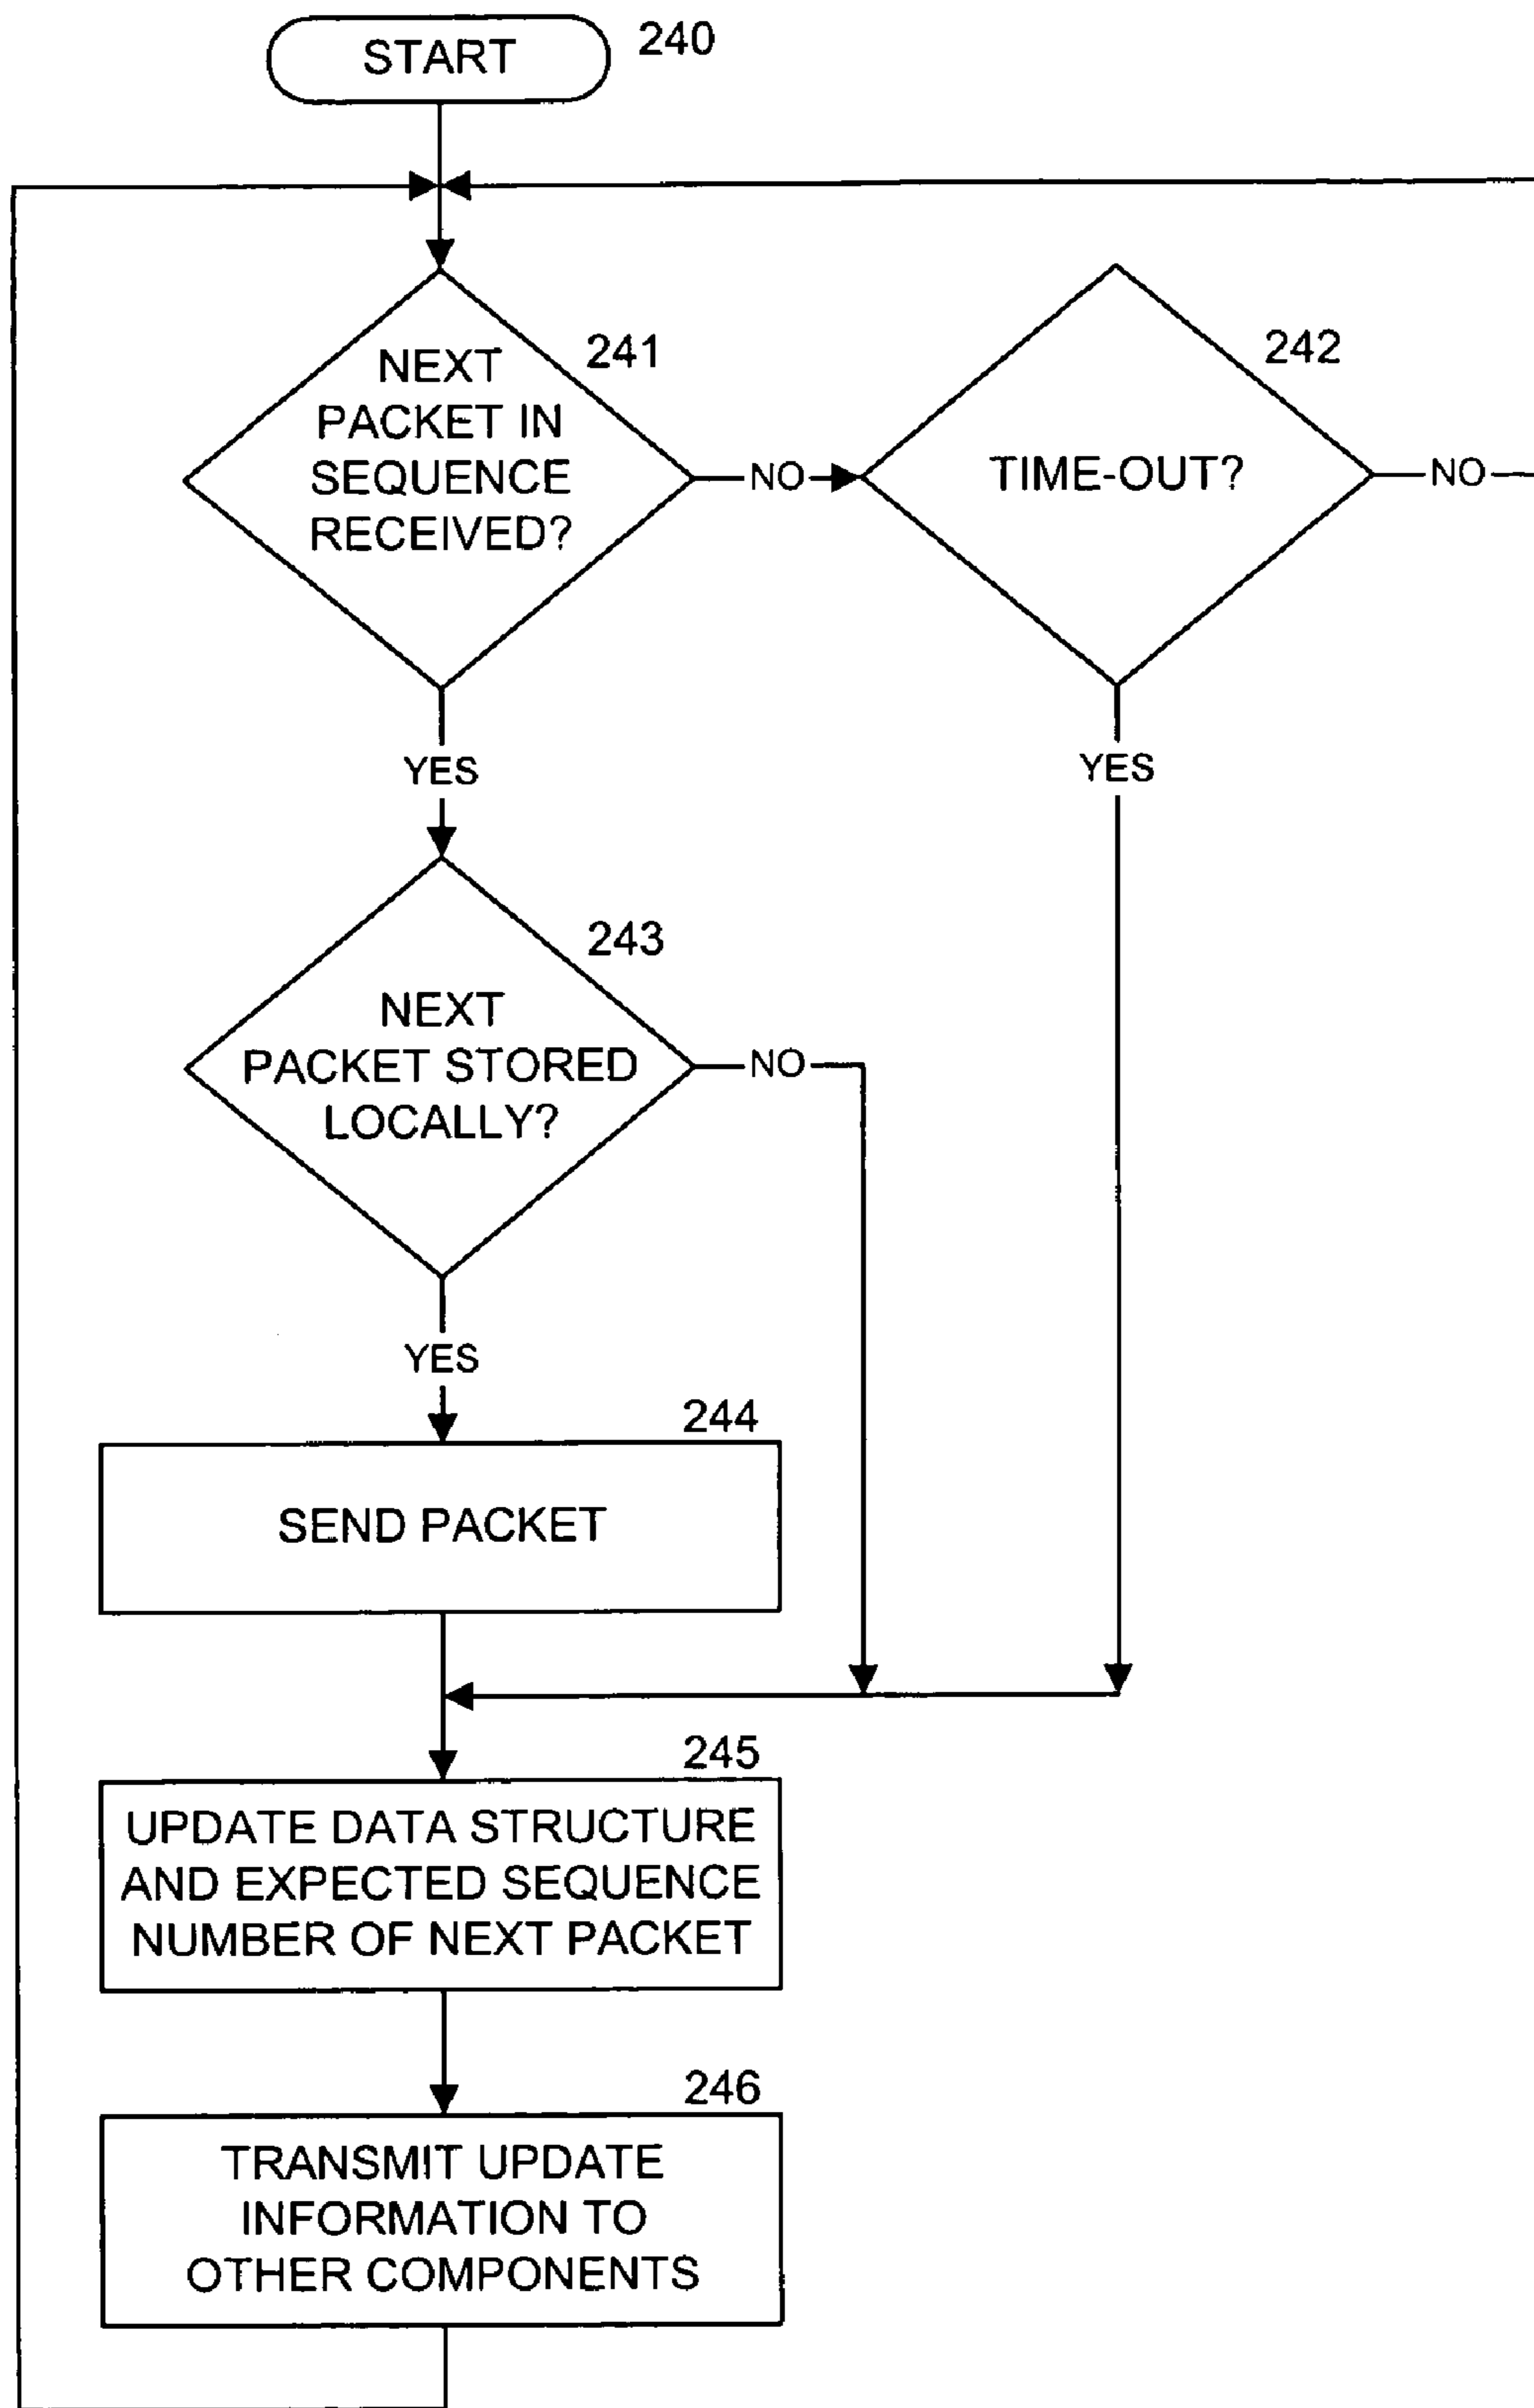 START
240
NEXT
PACKET IN
SEQUENCE
RECEIVED?
241
NO
TIME-OUT?
242
NO
YES
YES
NEXT
PACKET STORED
LOCALLY?
243
NO
YES
244
SEND PACKET
245
UPDATE DATA STRUCTURE
AND EXPECTED SEQUENCE
NUMBER OF NEXT PACKET
246
TRANSMIT UPDATE
INFORMATION TO
OTHER COMPONENTS